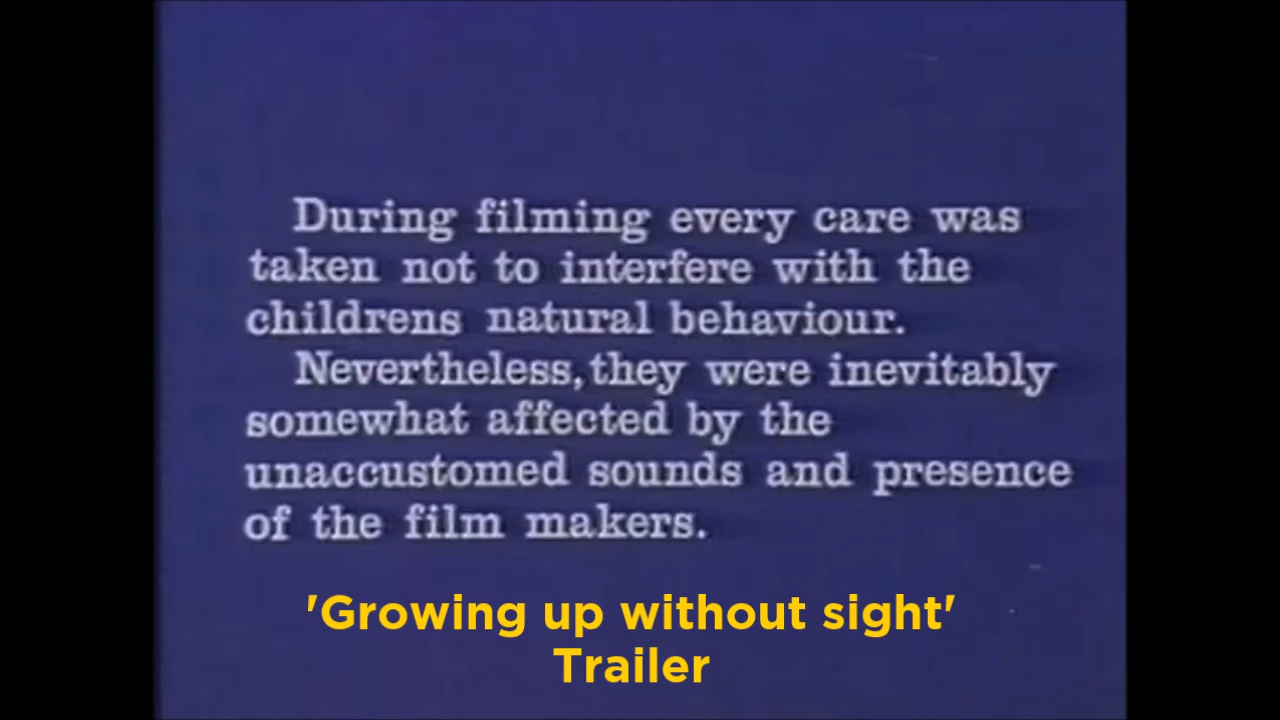 During filming every care was
taken not to interfere with the
childrens natural behaviour.
Nevertheless, they were inevitably
somewhat affected by the
unaccustomed sounds and presence
of the film makers.
'Growing up without sight'
Trailer